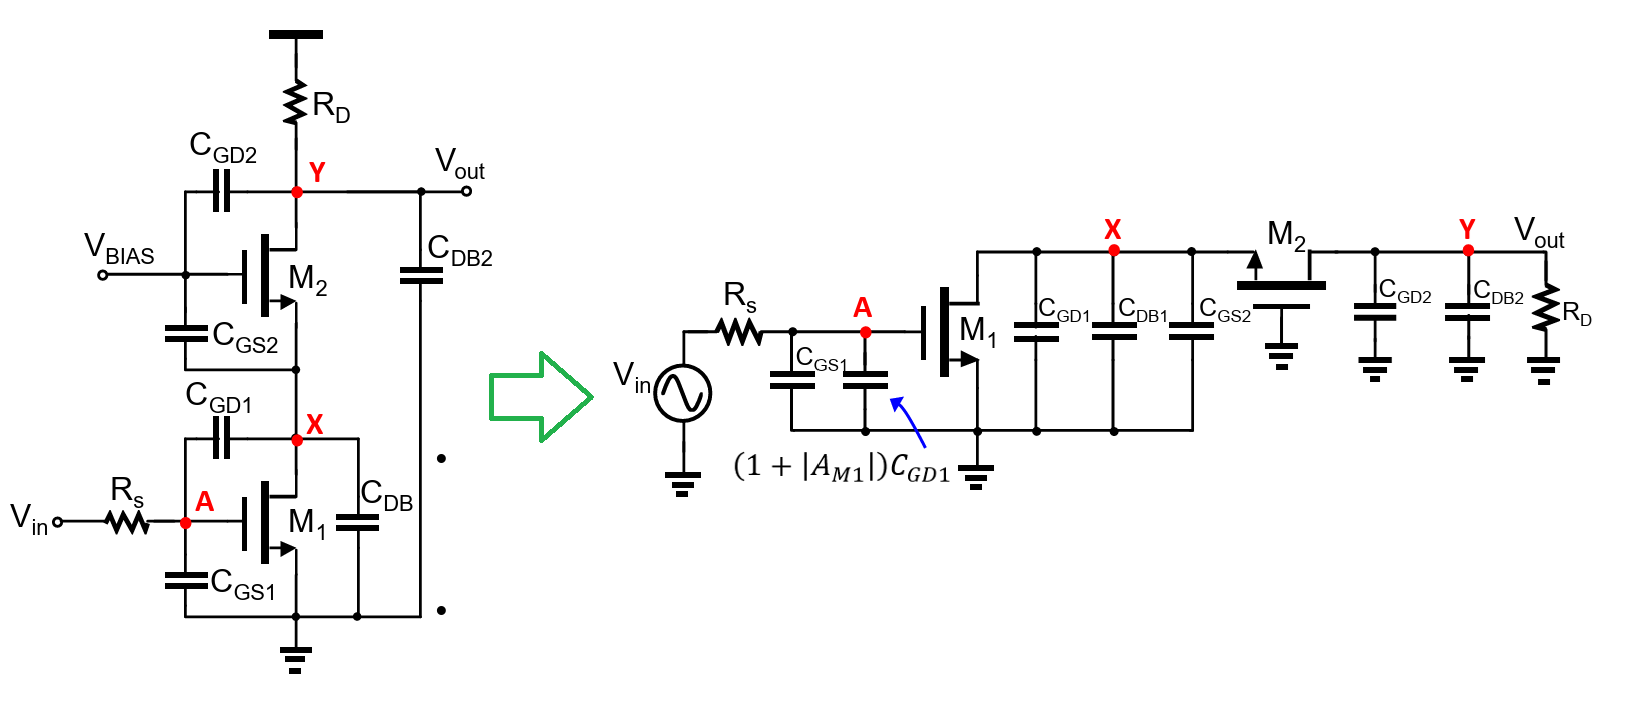 R_D
C_GD2
Y
V_out
V_BIAS
M_2
C_DB2
C_GS2
C_GD1
X
R_s
A
C_DB
V_in
M_1
C_GS1
X
M_2
Y
V_out
R_s
A
C_GD1
C_DB1
C_GS2
C_GD2
C_DB2
R_D
M_1
V_in
C_GS1
(1 + |A_M1|)C_GD1